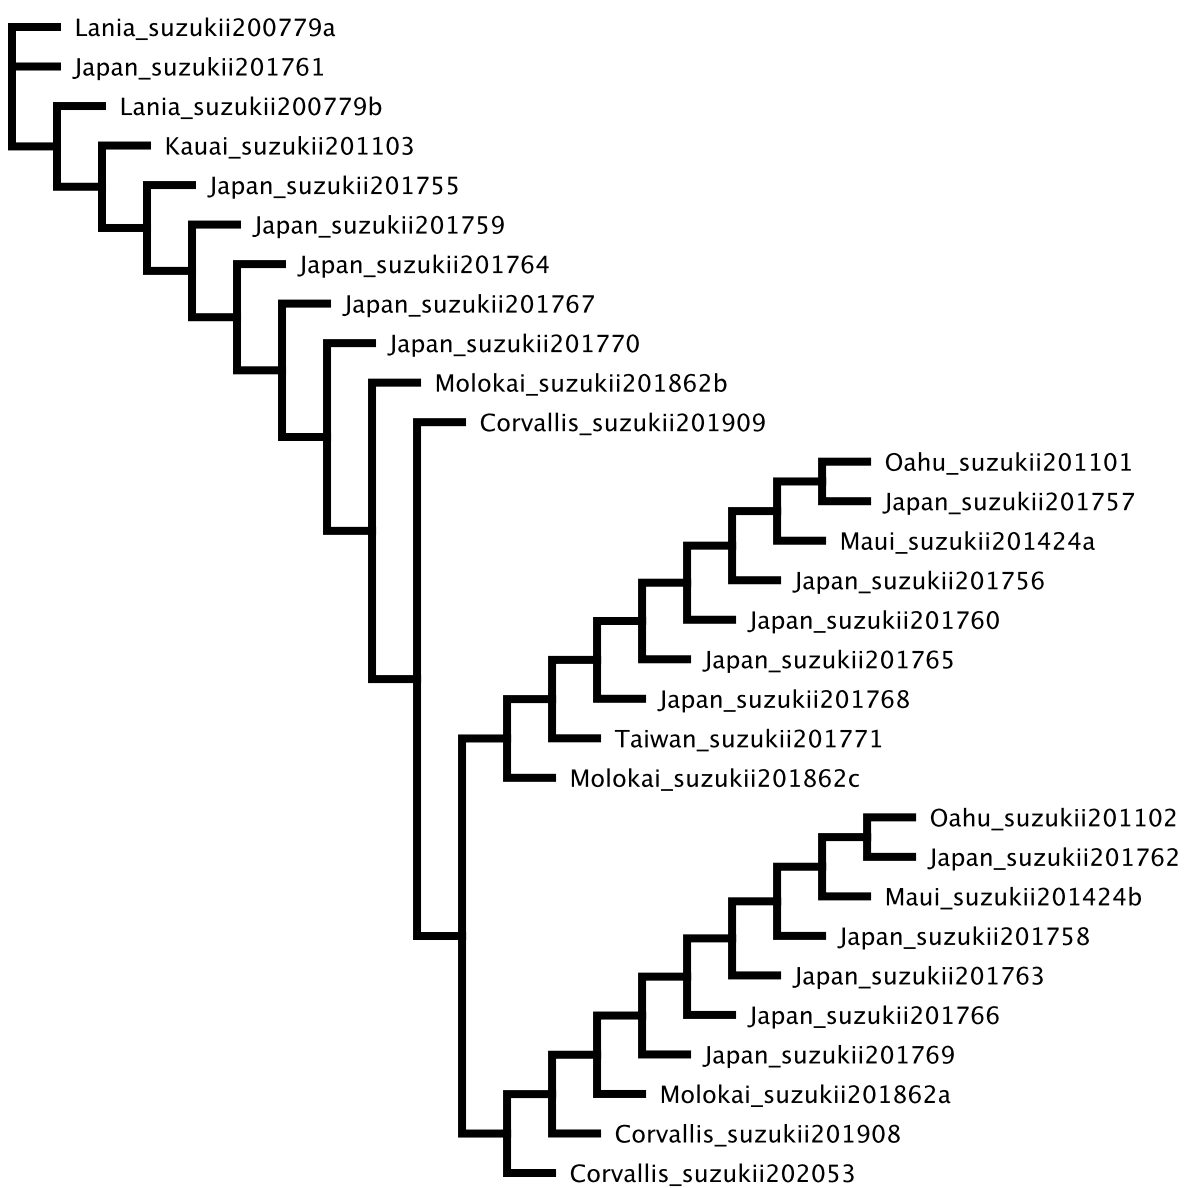 Lania_suzukii200779a
Japan_suzukii201761
Lania_suzukii200779b
Kauai_suzukii201103
Japan_suzukii201755
Japan_suzukii201759
Japan_suzukii201764
Japan_suzukii201767
Japan_suzukii201770
Molokai_suzukii201862b
Corvallis_suzukii201909
Oahu_suzukii201101
Japan_suzukii201757
Maui_suzukii201424a
Japan_suzukii201756
Japan_suzukii201760
Japan_suzukii201765
Japan_suzukii201768
Taiwan_suzukii201771
Molokai_suzukii201862c
Oahu_suzukii201102
Japan_suzukii201762
Maui_suzukii201424b
Japan_suzukii201758
Japan_suzukii201763
Japan_suzukii201766
Japan_suzukii201769
Molokai_suzukii201862a
Corvallis_suzukii201908
Corvallis_suzukii202053